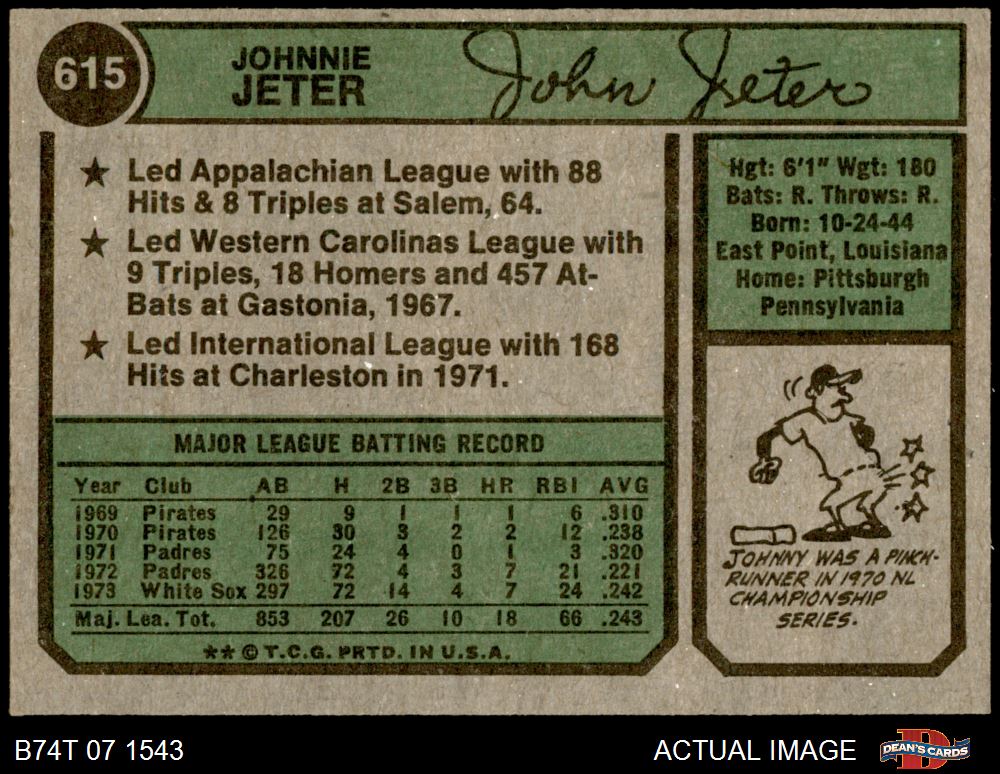 615
JOHNNIE
JETER
John Jeter
★ Led Appalachian League with 88
Hits & 8 Triples at Salem, 64.
★ Led Western Carolinas League with
9 Triples, 18 Homers and 457 At-
Bats at Gastonia, 1967.
★ Led International League with 168
Hits at Charleston in 1971.
Hgt: 6'1" Wgt: 180
Bats: R. Throws: R.
Born: 10-24-44
East Point, Louisiana
Home: Pittsburgh
Pennsylvania
MAJOR LEAGUE BATTING RECORD
Year Club AB H 2B 3B HR RBI AVG
1969 Pirates 29 9 1 1 1 6 .310
1970 Pirates 126 30 3 2 2 12 .238
1971 Padres 75 24 4 0 1 3 .320
1972 Padres 326 72 4 3 7 21 .221
1973 White Sox 297 72 14 4 7 24 .242
Maj. Lea. Tot. 853 207 26 10 18 66 .243
** © T.C.G. PRTD. IN U.S.A.
JOHNNY WAS A PINCH-
RUNNER IN 1970 NL
CHAMPIONSHIP
SERIES.
B74T 07 1543
ACTUAL IMAGE
DEAN'S CARDS